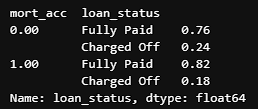 mort_acc  loan_status
0.00      Fully Paid    0.76
          Charged Off   0.24
1.00      Fully Paid    0.82
          Charged Off   0.18
Name: loan_status, dtype: float64